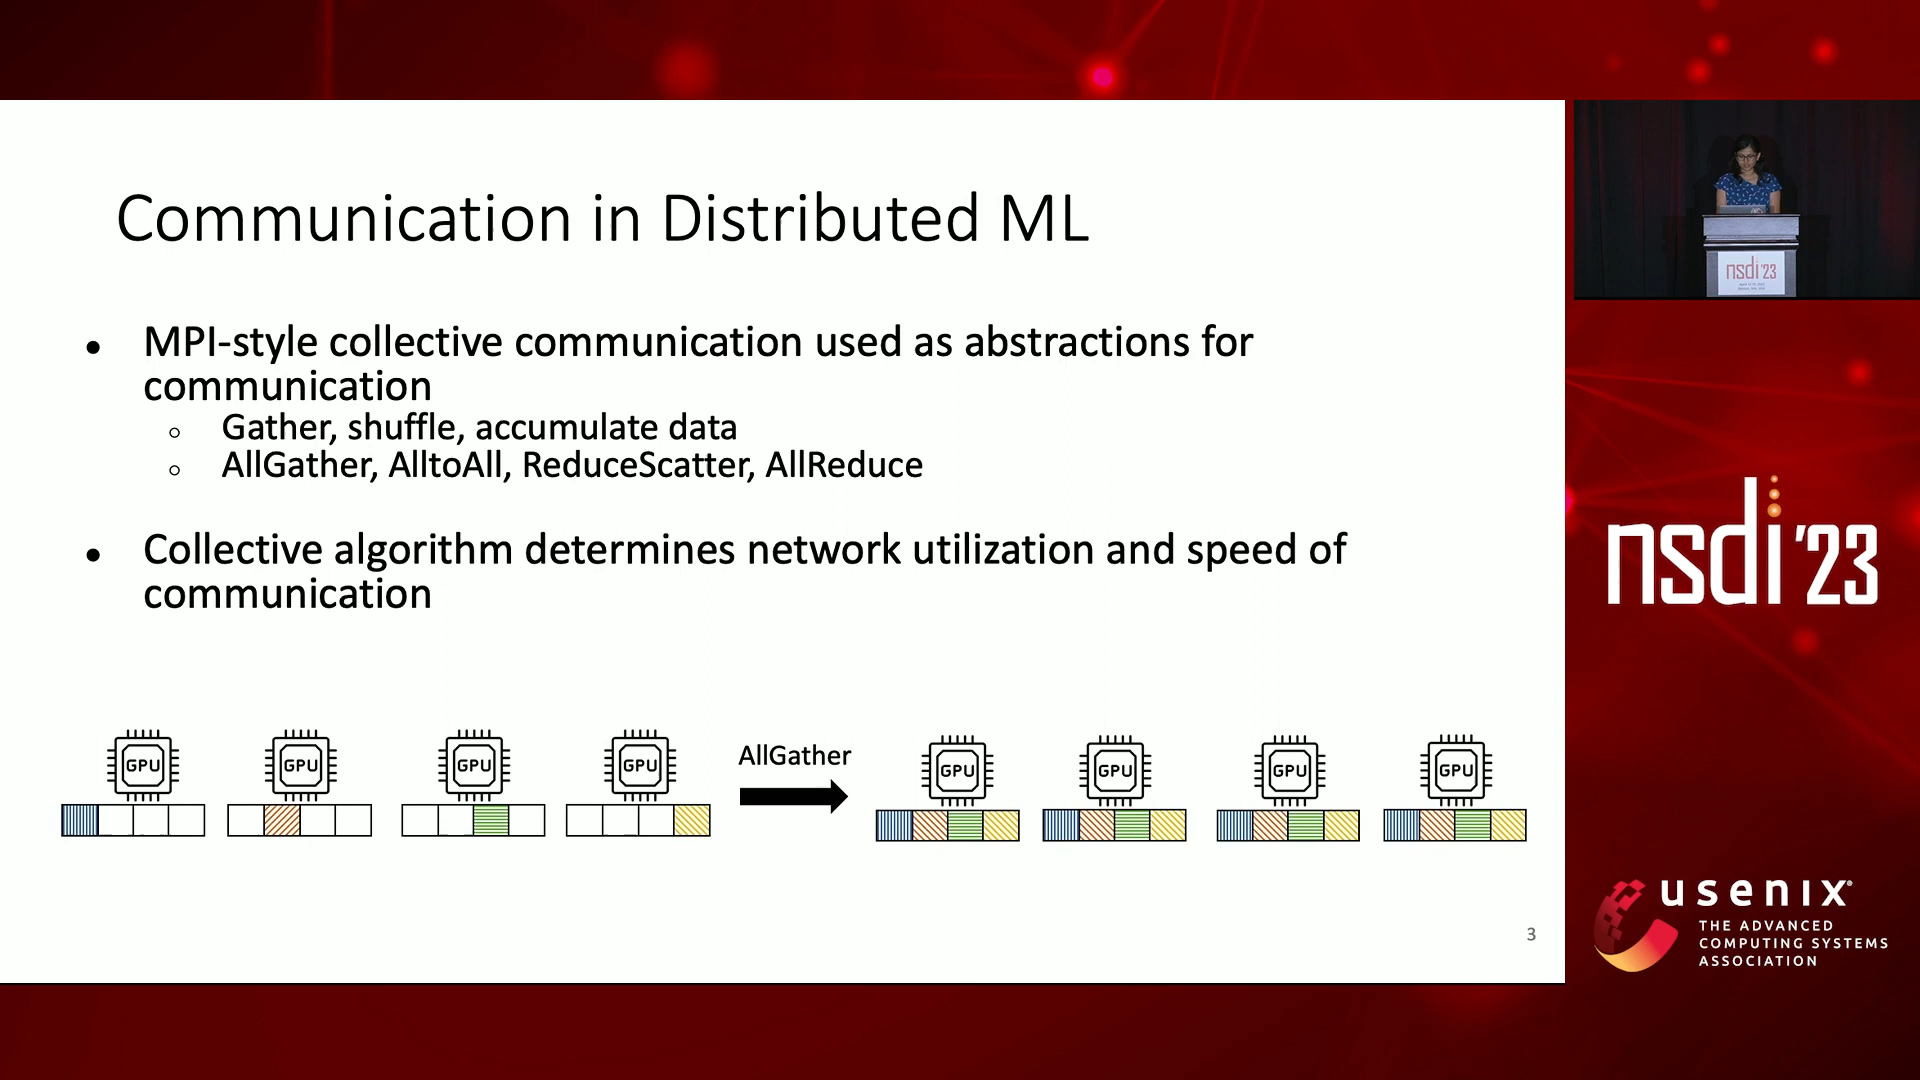 Communication in Distributed ML
● MPI-style collective communication used as abstractions for
communication
○ Gather, shuffle, accumulate data
○ AllGather, AlltoAll, ReduceScatter, AllReduce
● Collective algorithm determines network utilization and speed of
communication
GPU GPU GPU GPU
AllGather
GPU GPU GPU GPU
3
nsdi '23
nsdi '23
usenix®
THE ADVANCED
COMPUTING SYSTEMS
ASSOCIATION